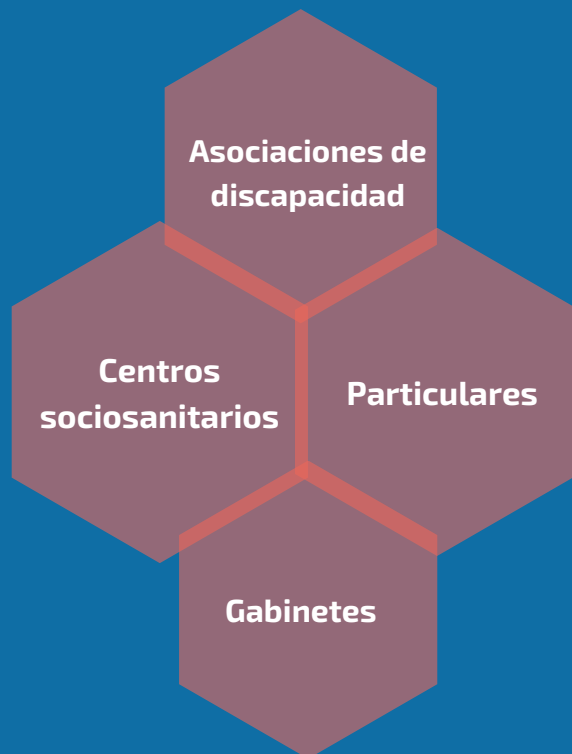 Asociaciones de
discapacidad
Centros
sociosanitarios
Particulares
Gabinetes